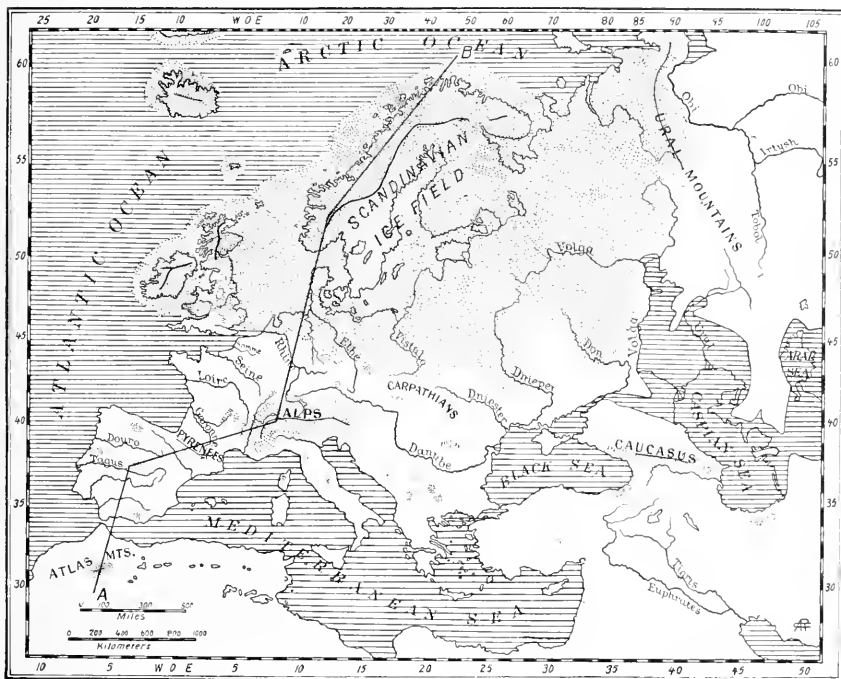 25 20 15 10 5 W O E 10 20 30 40 50 60 70 80 85 90 95 100 105
60
ARCTIC OCEAN
B
60
Obi
Obi
Irtysh
URAL MOUNTAINS
Tobol
55
55
SCANDINAVIAN
ICE FIELD
ATLANTIC OCEAN
50
Volga
50
45
45
Somme
Seine
Rhine
Elbe
Vistula
Don
Volga
Ural
ARAL
SEA
Loire
Dnieper
CARPATHIANS
Dniester
40
Garonne
ALPS
40
CASPIAN SEA
Douro
PYRENEES
CAUCASUS
Tagus
Danube
BLACK SEA
35
35
MEDITERRANEAN SEA
ATLAS MTS.
Tigris
30
30
Euphrates
A
0 100 300 500
Miles
0 200 400 600 800 1000
Kilometers
10 5 W O E 5 10 15 20 25 30 35 40 45 50